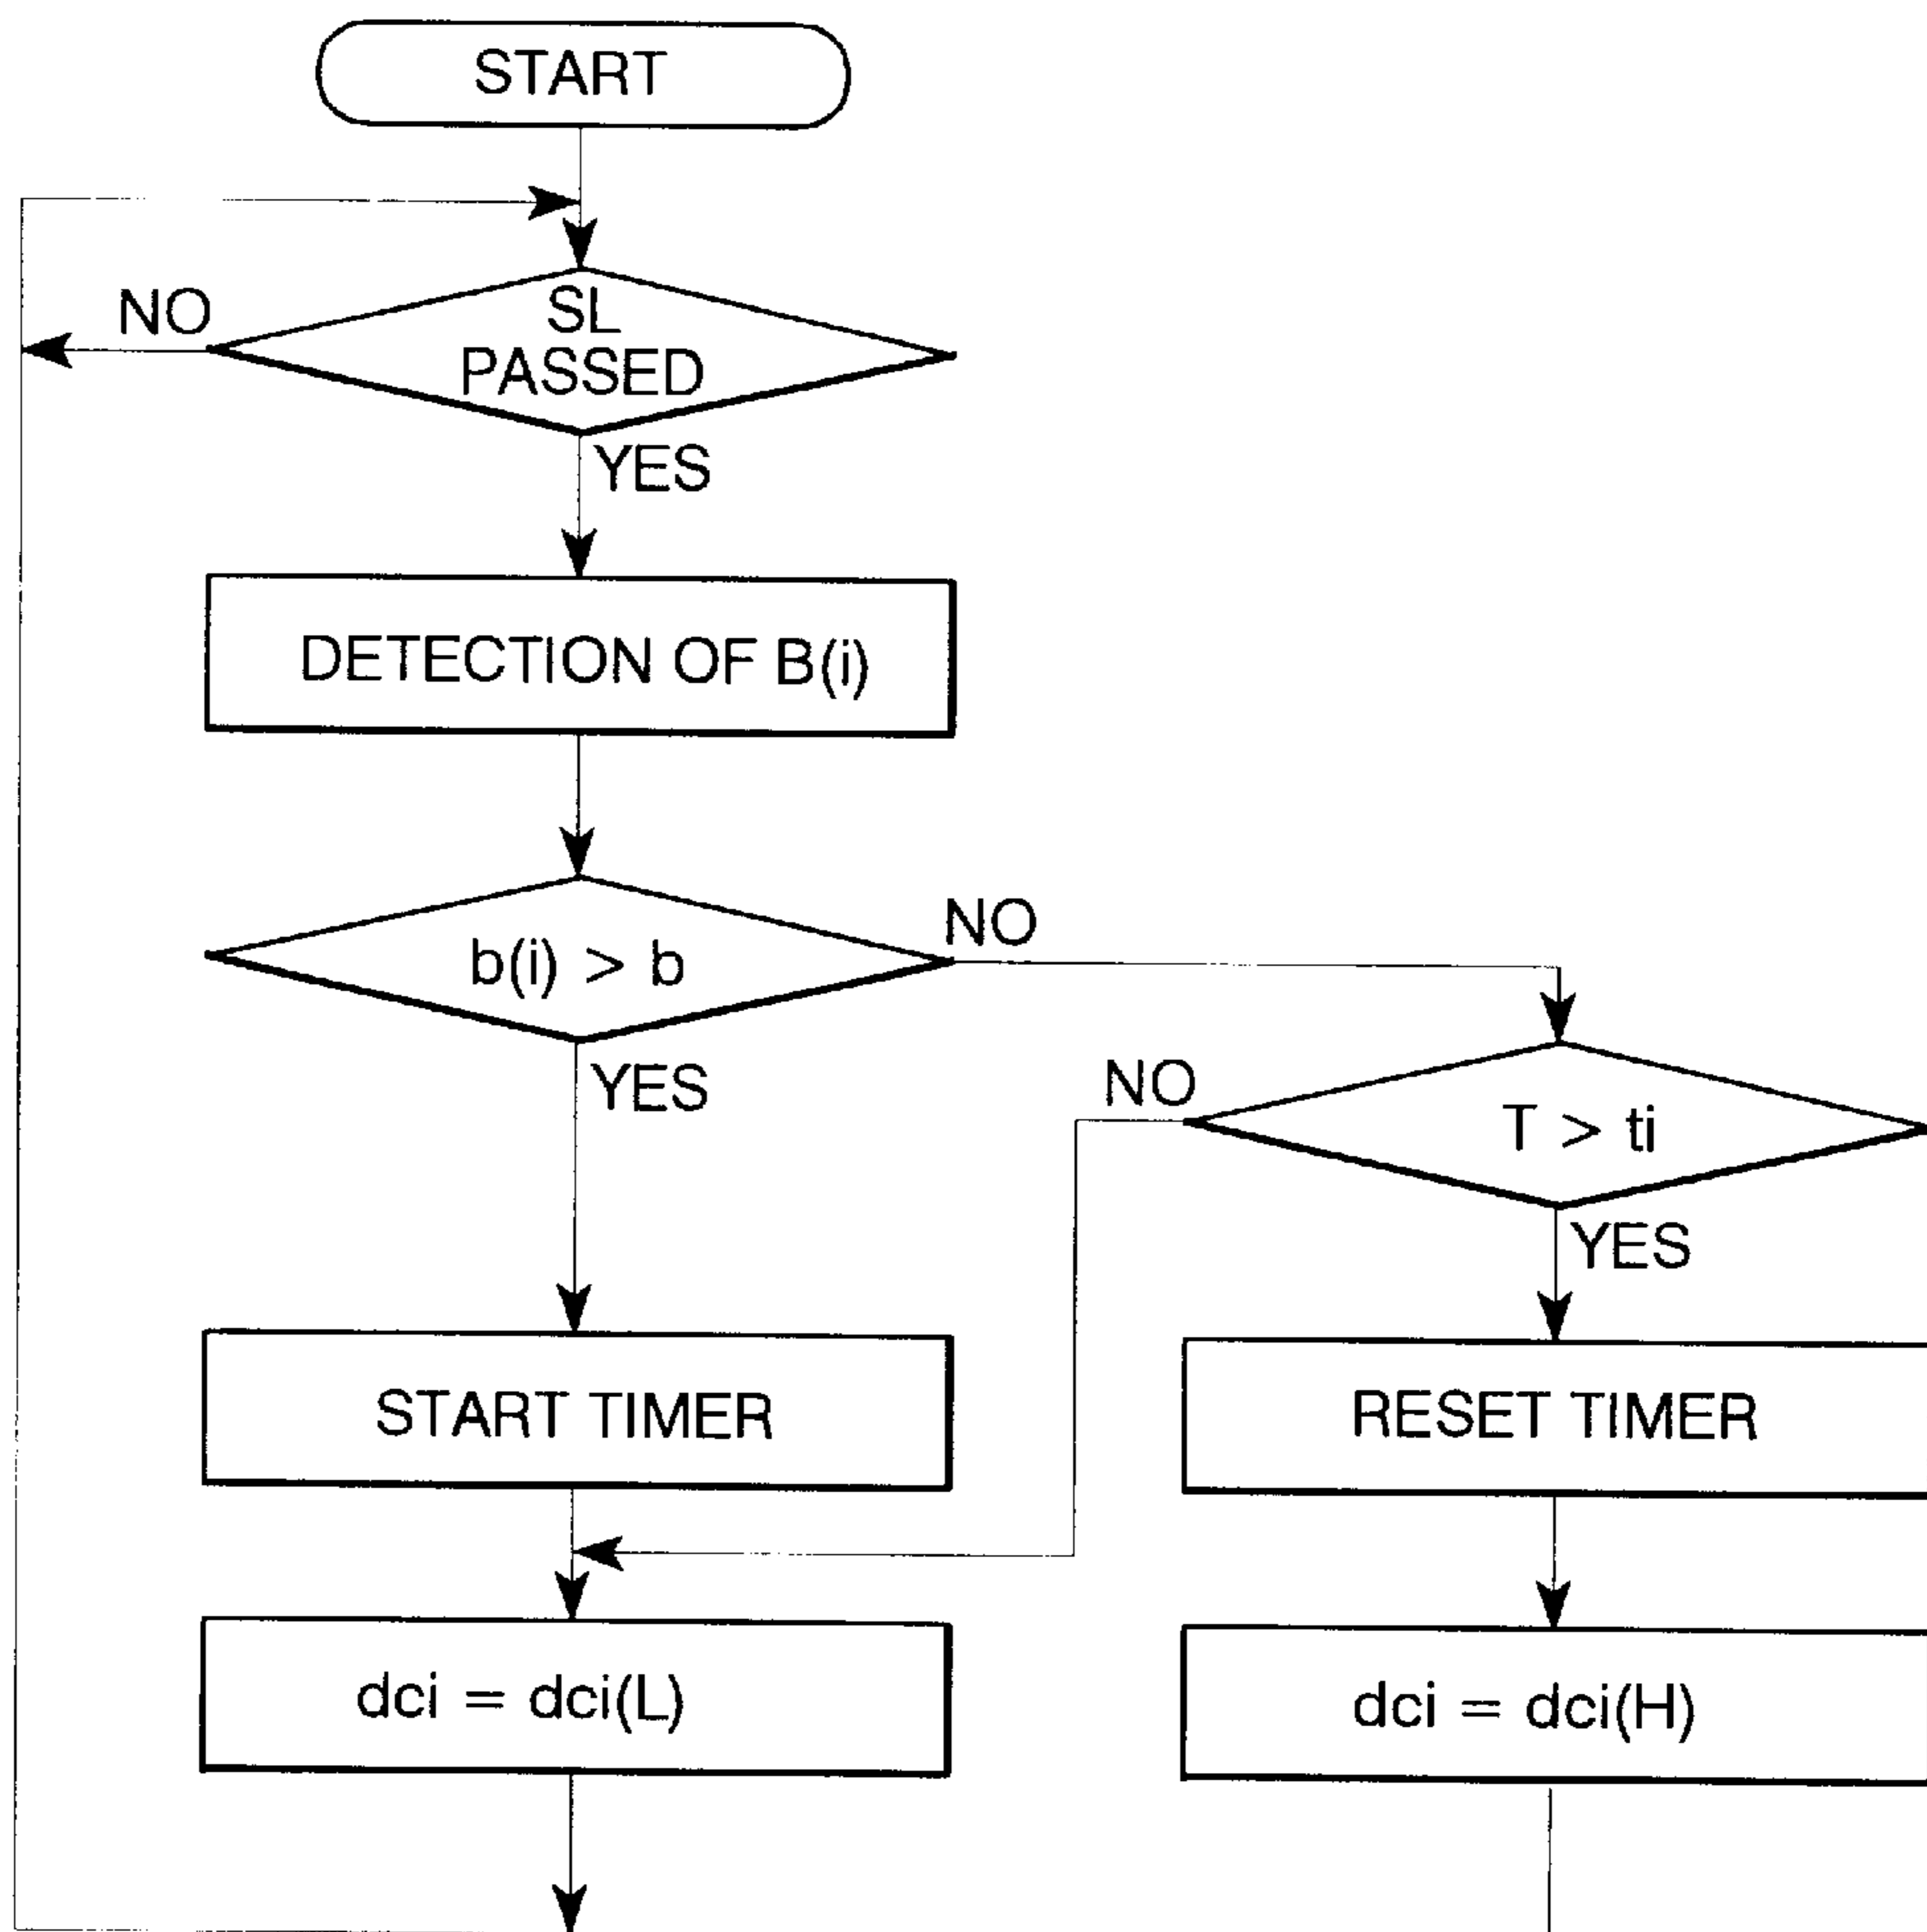 START
NO
SL
PASSED
YES
DETECTION OF B(i)
b(i) > b
NO
YES
NO
T > ti
YES
START TIMER
RESET TIMER
dci = dci(L)
dci = dci(H)